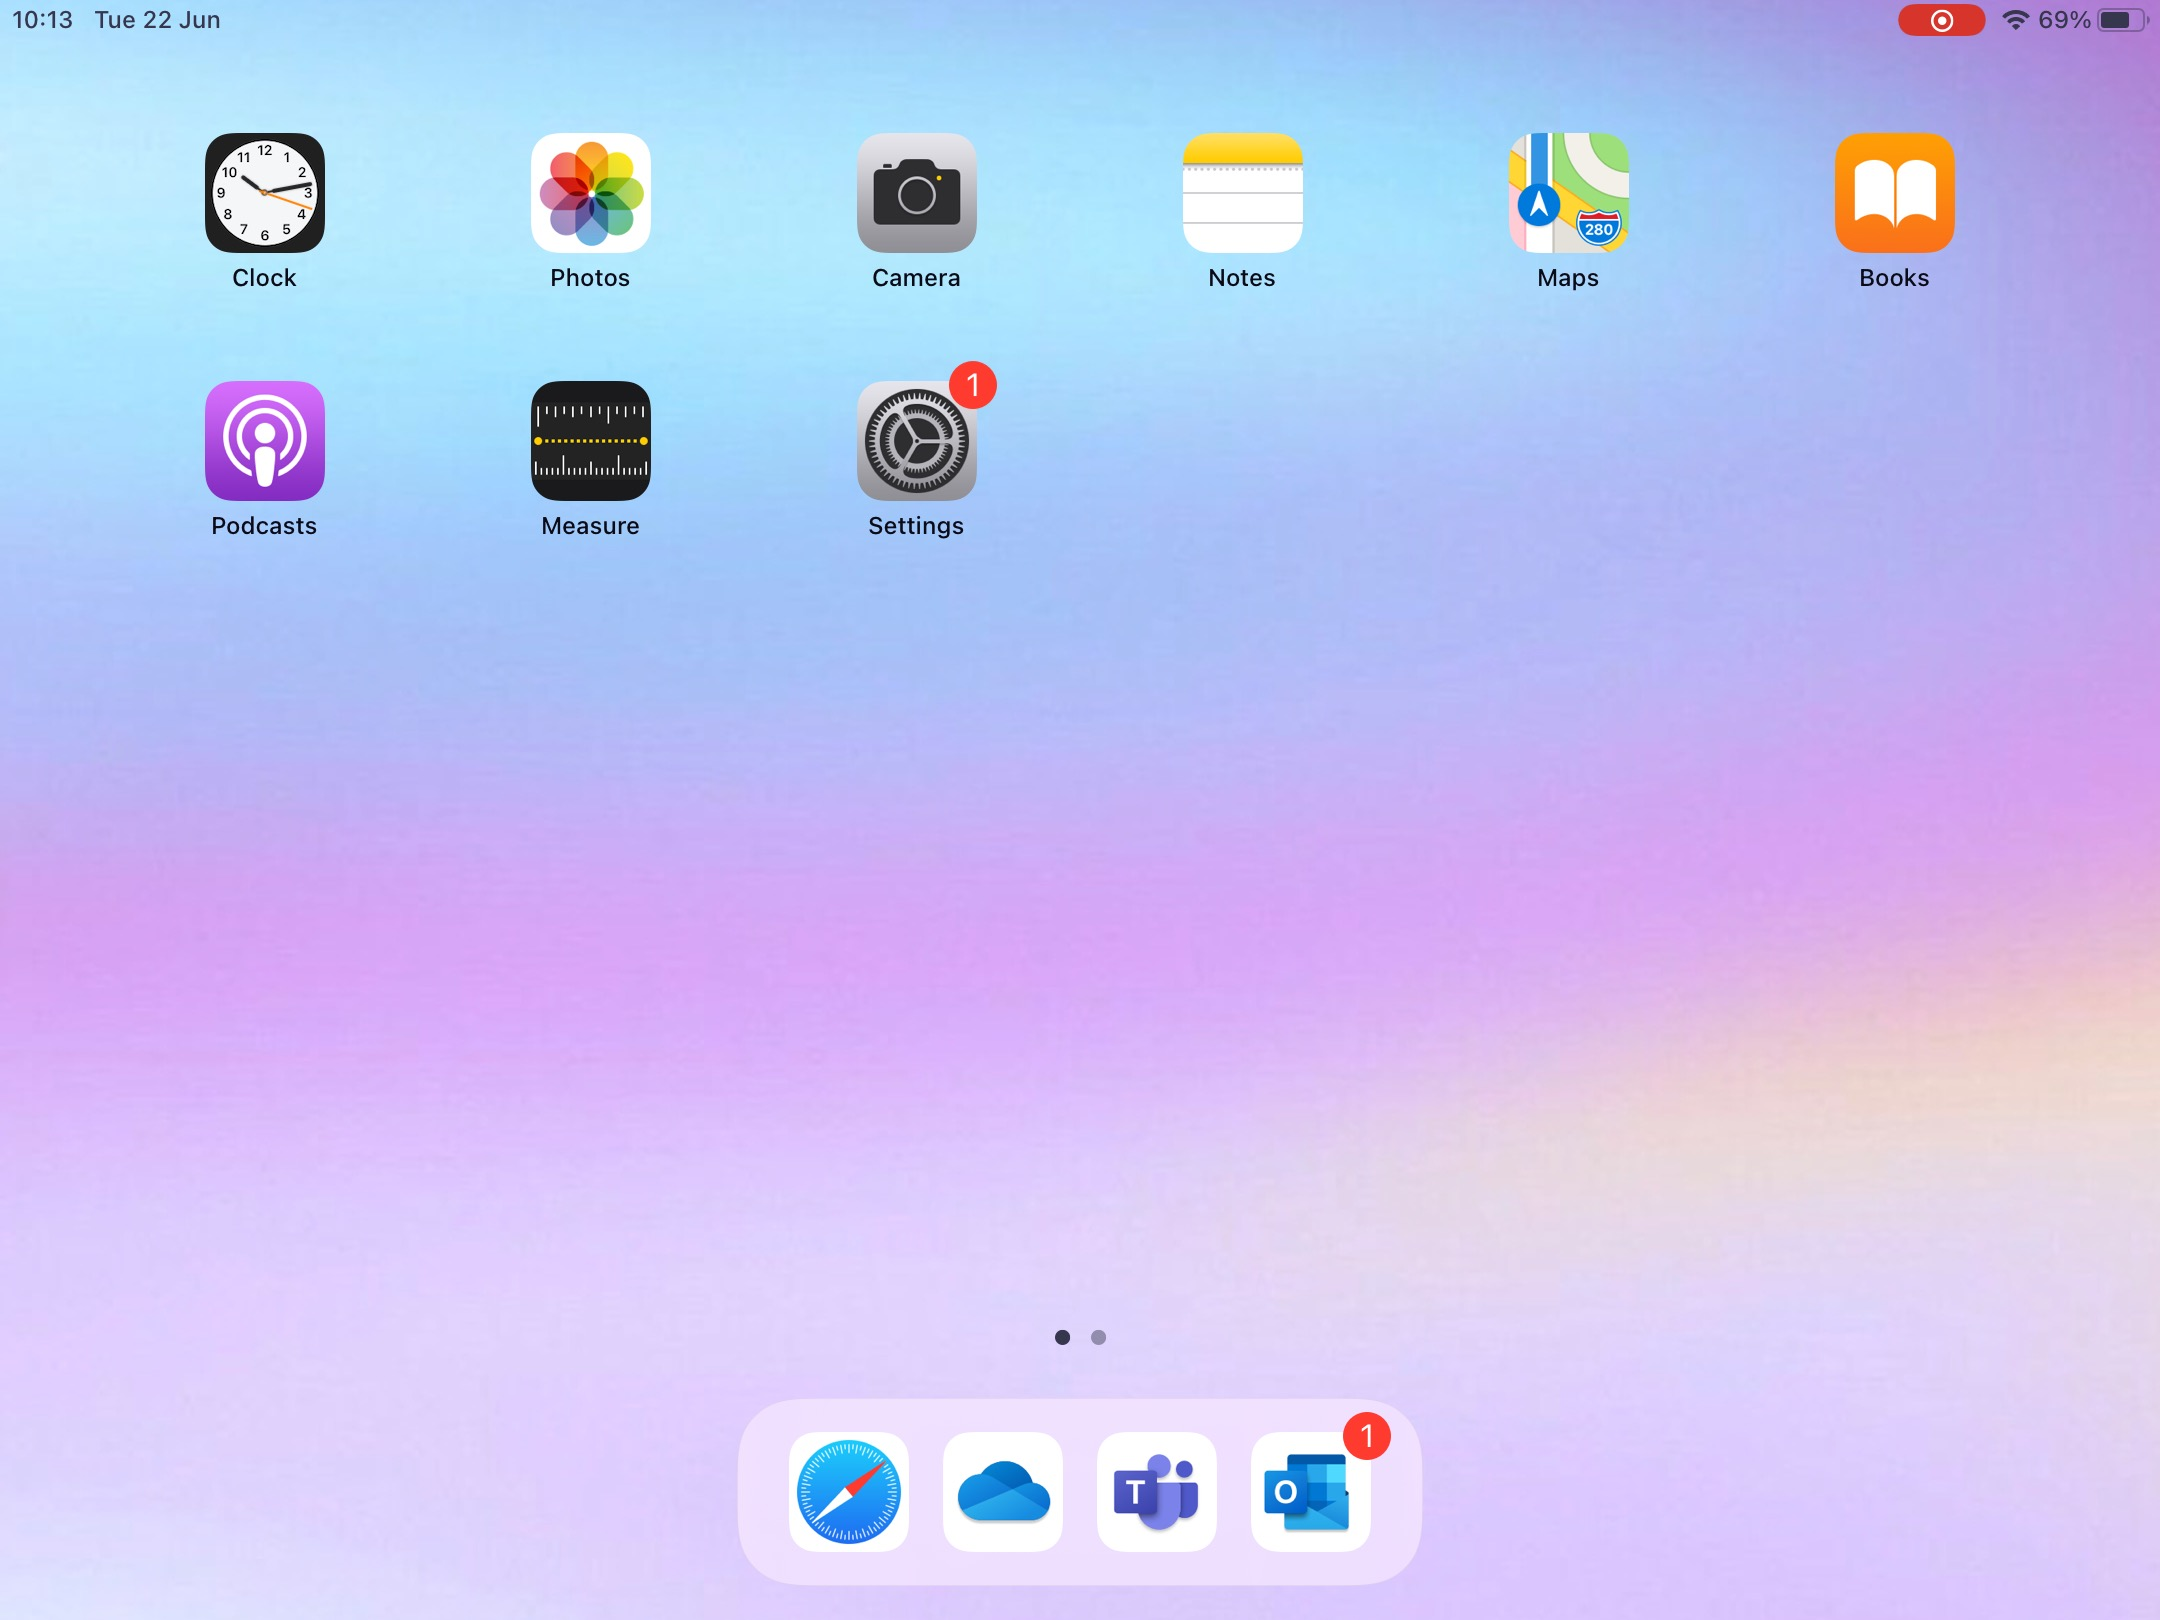 10:13 Tue 22 Jun
69%
12
11 1
10 2
9 3
8 4
7 5
6
280
Clock
Photos
Camera
Notes
Maps
Books
1
Podcasts
Measure
Settings
1
T
O